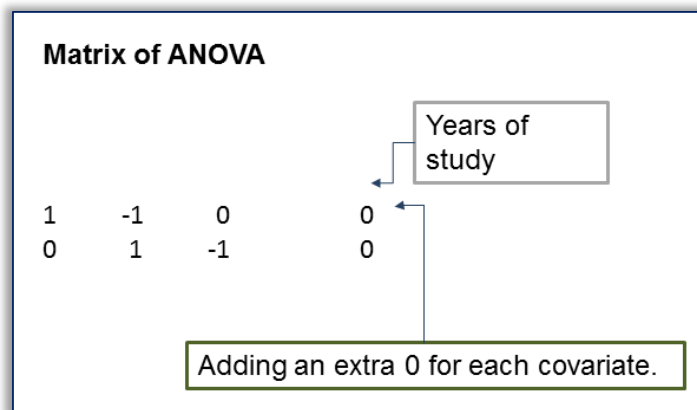 Matrix of ANOVA
Years of
study
1 -1 0 0
0 1 -1 0
Adding an extra 0 for each covariate.